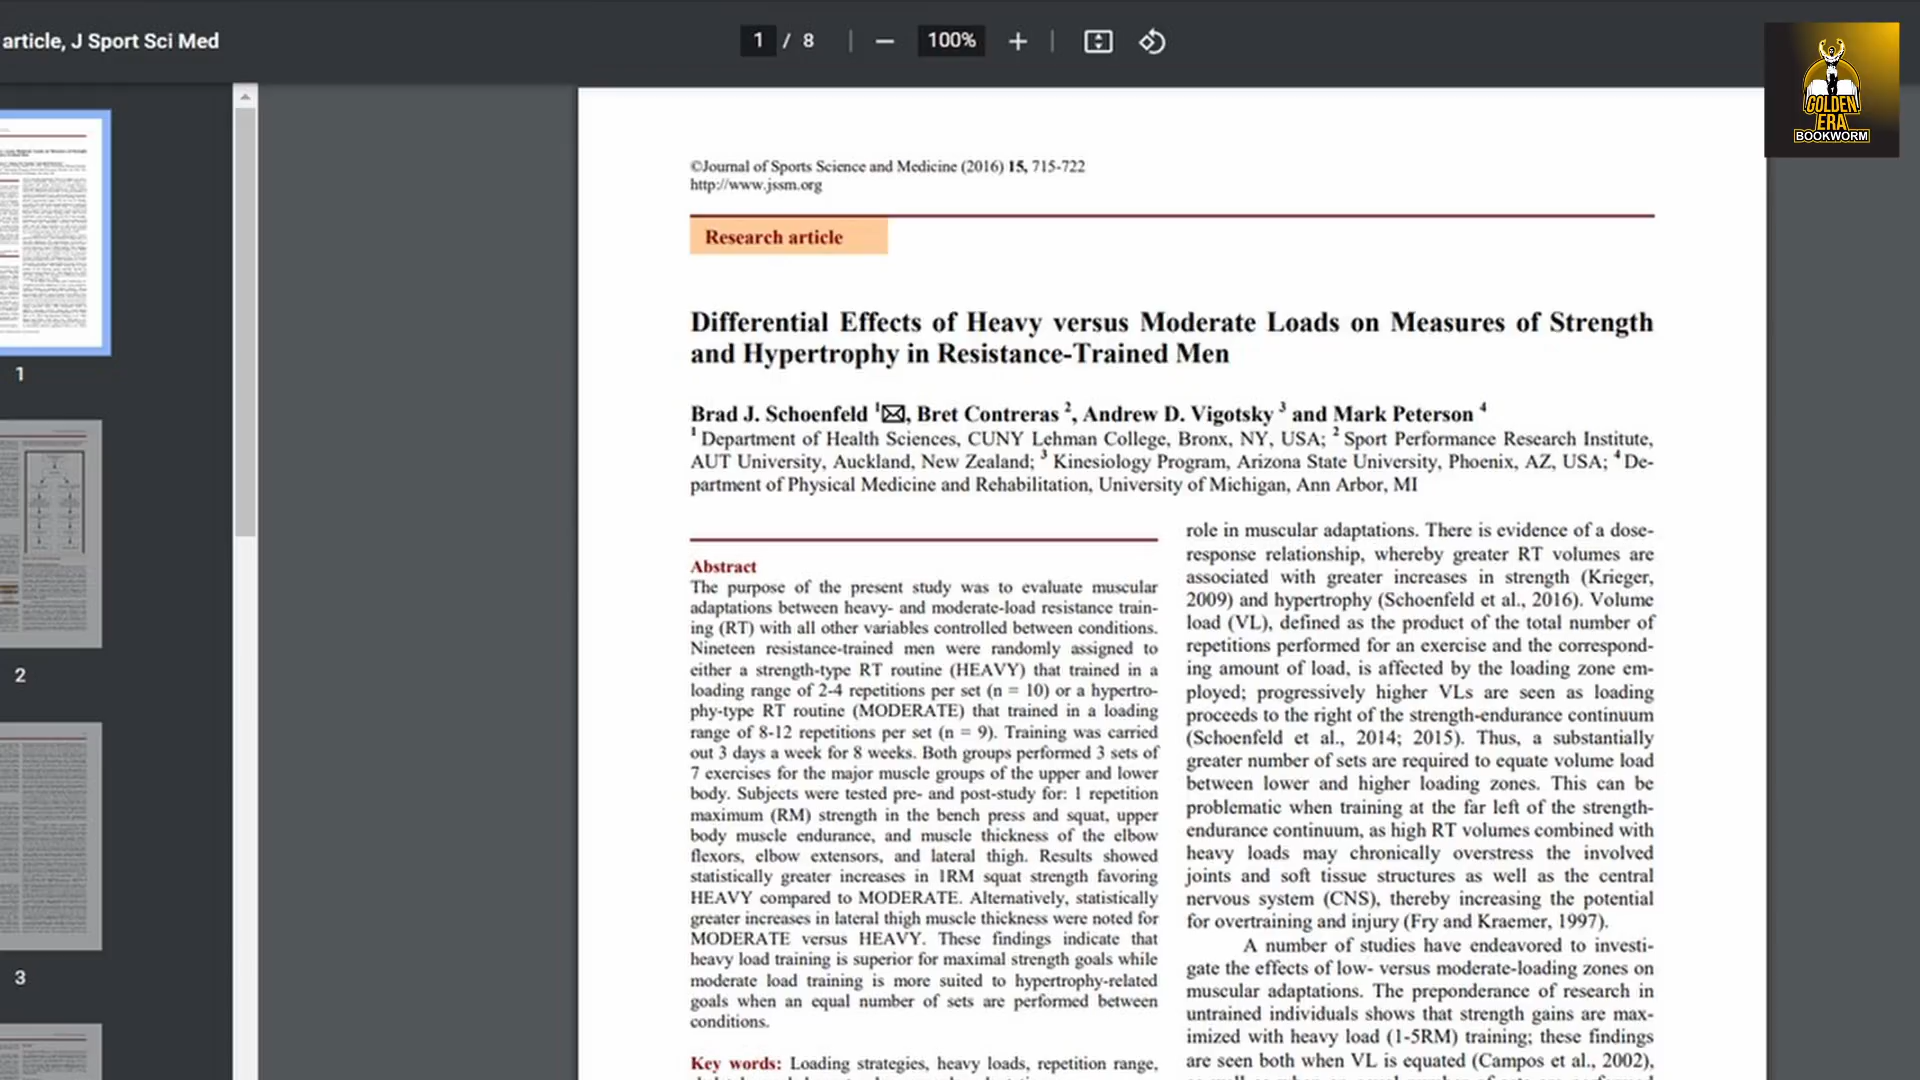 article, J Sport Sci Med
1 / 8
100%
GOLDEN
ERA
BOOKWORM
1
2
3
©Journal of Sports Science and Medicine (2016) 15, 715-722
http://www.jssm.org
Research article
Differential Effects of Heavy versus Moderate Loads on Measures of Strength
and Hypertrophy in Resistance-Trained Men
Brad J. Schoenfeld 1✉, Bret Contreras 2, Andrew D. Vigotsky 3 and Mark Peterson 4
1 Department of Health Sciences, CUNY Lehman College, Bronx, NY, USA; 2 Sport Performance Research Institute,
AUT University, Auckland, New Zealand; 3 Kinesiology Program, Arizona State University, Phoenix, AZ, USA; 4 De-
partment of Physical Medicine and Rehabilitation, University of Michigan, Ann Arbor, MI
Abstract
The purpose of the present study was to evaluate muscular
adaptations between heavy- and moderate-load resistance train-
ing (RT) with all other variables controlled between conditions.
Nineteen resistance-trained men were randomly assigned to
either a strength-type RT routine (HEAVY) that trained in a
loading range of 2-4 repetitions per set (n = 10) or a hypertro-
phy-type RT routine (MODERATE) that trained in a loading
range of 8-12 repetitions per set (n = 9). Training was carried
out 3 days a week for 8 weeks. Both groups performed 3 sets of
7 exercises for the major muscle groups of the upper and lower
body. Subjects were tested pre- and post-study for: 1 repetition
maximum (RM) strength in the bench press and squat, upper
body muscle endurance, and muscle thickness of the elbow
flexors, elbow extensors, and lateral thigh. Results showed
statistically greater increases in 1RM squat strength favoring
HEAVY compared to MODERATE. Alternatively, statistically
greater increases in lateral thigh muscle thickness were noted for
MODERATE versus HEAVY. These findings indicate that
heavy load training is superior for maximal strength goals while
moderate load training is more suited to hypertrophy-related
goals when an equal number of sets are performed between
conditions.
Key words: Loading strategies, heavy loads, repetition range,
role in muscular adaptations. There is evidence of a dose-
response relationship, whereby greater RT volumes are
associated with greater increases in strength (Krieger,
2009) and hypertrophy (Schoenfeld et al., 2016). Volume
load (VL), defined as the product of the total number of
repetitions performed for an exercise and the correspond-
ing amount of load, is affected by the loading zone em-
ployed; progressively higher VLs are seen as loading
proceeds to the right of the strength-endurance continuum
(Schoenfeld et al., 2014; 2015). Thus, a substantially
greater number of sets are required to equate volume load
between lower and higher loading zones. This can be
problematic when training at the far left of the strength-
endurance continuum, as high RT volumes combined with
heavy loads may chronically overstress the involved
joints and soft tissue structures as well as the central
nervous system (CNS), thereby increasing the potential
for overtraining and injury (Fry and Kraemer, 1997).
A number of studies have endeavored to investi-
gate the effects of low- versus moderate-loading zones on
muscular adaptations. The preponderance of research in
untrained individuals shows that strength gains are max-
imized with heavy load (1-5RM) training; these findings
are seen both when VL is equated (Campos et al., 2002),